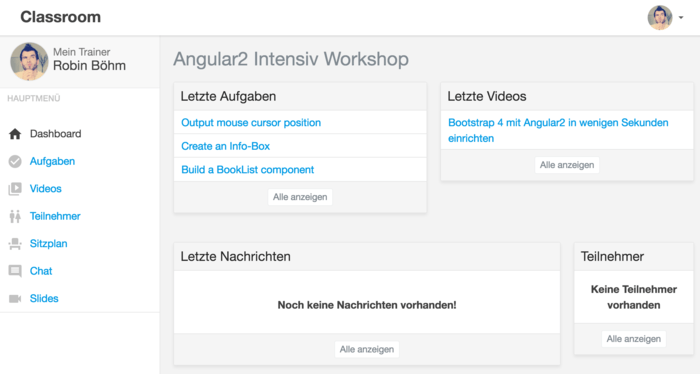 Classroom
Mein Trainer
Robin Böhm
HAUPTMENÜ
Dashboard
Aufgaben
Videos
Teilnehmer
Sitzplan
Chat
Slides
Angular2 Intensiv Workshop
Letzte Aufgaben
Output mouse cursor position
Create an Info-Box
Build a BookList component
Alle anzeigen
Letzte Videos
Bootstrap 4 mit Angular2 in wenigen Sekunden
einrichten
Alle anzeigen
Letzte Nachrichten
Noch keine Nachrichten vorhanden!
Alle anzeigen
Teilnehmer
Keine Teilnehmer
vorhanden
Alle anzeigen